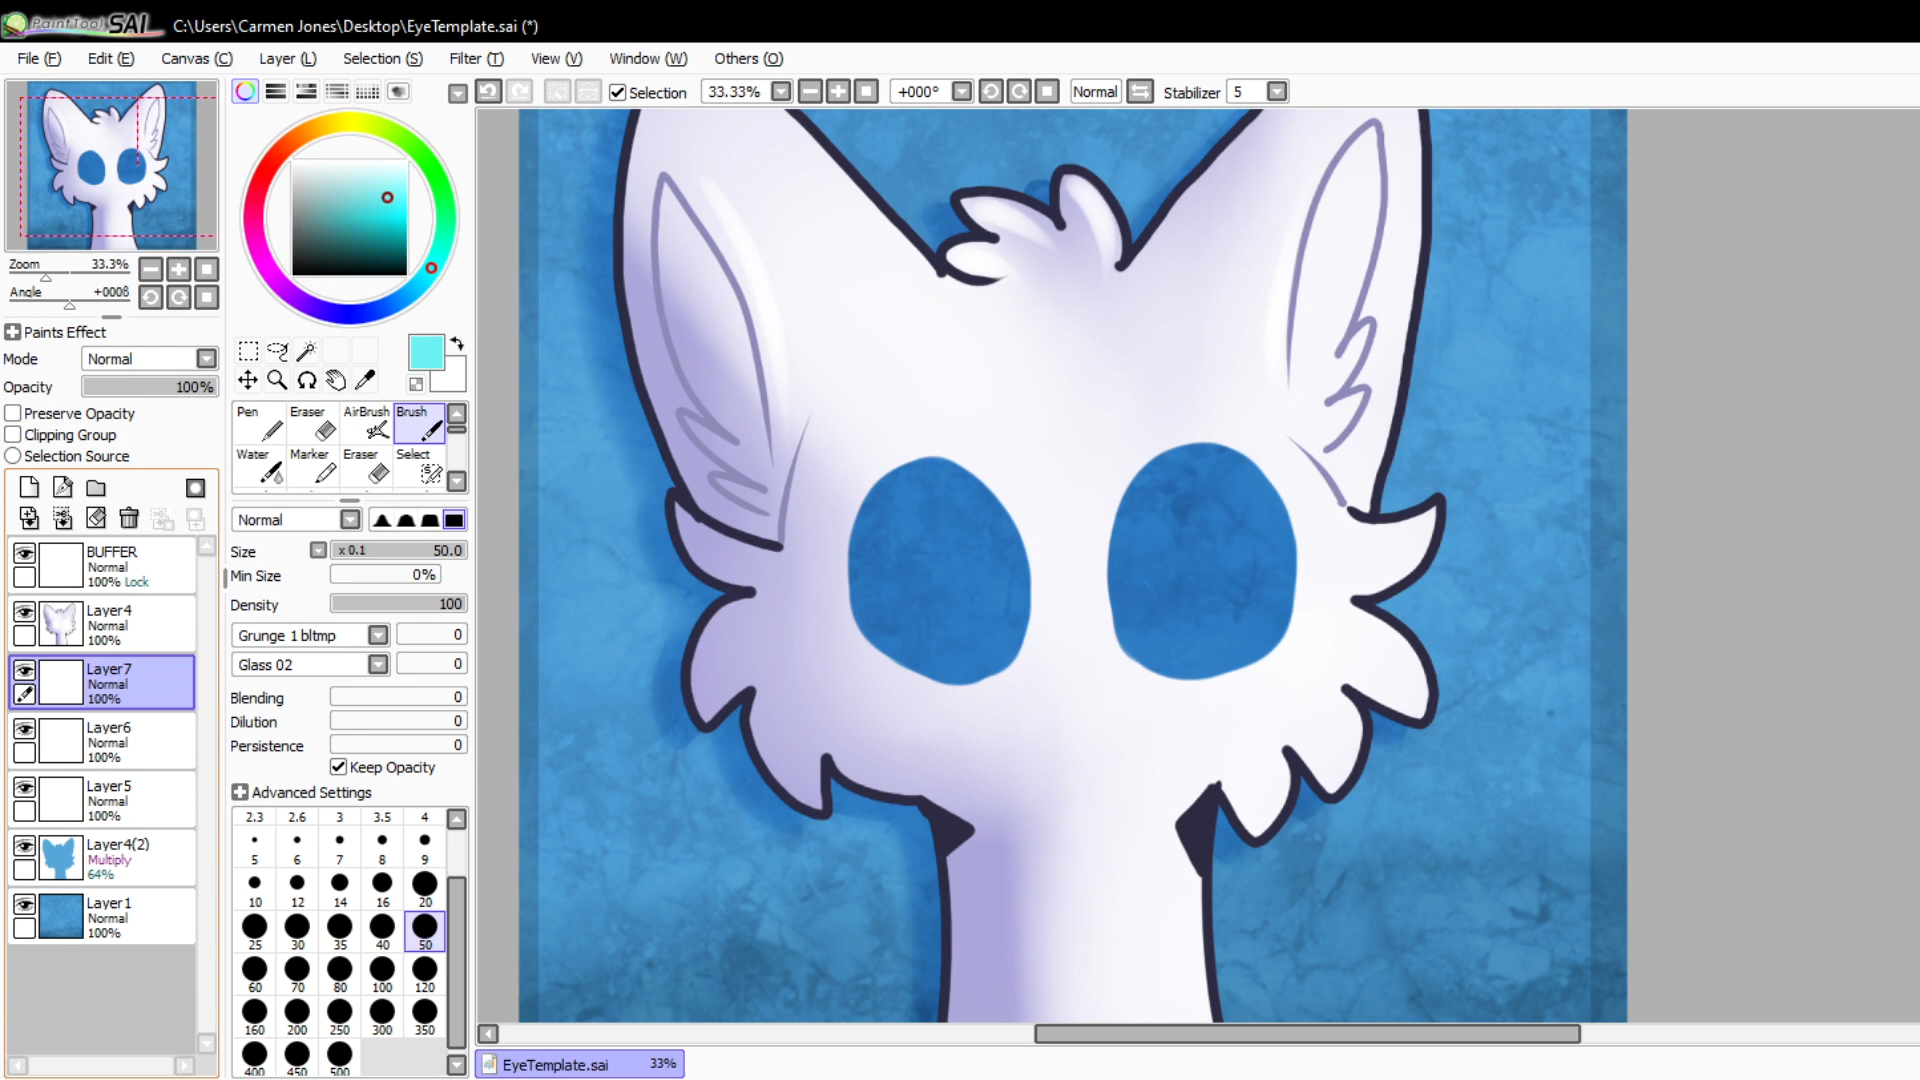 PaintTool SAI C:\Users\Carmen Jones\Desktop\EyeTemplate.sai (*)
File (F) Edit (E) Canvas (C) Layer (L) Selection (S) Filter (T) View (V) Window (W) Others (O)
Selection 33.33% +000° Normal Stabilizer 5
Zoom 33.3%
Angle +000ß
Paints Effect
Mode Normal
Opacity 100%
Preserve Opacity
Clipping Group
Selection Source
BUFFER
Normal
100% Lock
Layer4
Normal
100%
Layer7
Normal
100%
Layer6
Normal
100%
Layer5
Normal
100%
Layer4(2)
Multiply
64%
Layer1
Normal
100%
Pen Eraser AirBrush Brush
Water Marker Eraser Select
Normal
Size x 0.1 50.0
Min Size 0%
Density 100
Grunge 1 bltmp 0
Glass 02 0
Blending 0
Dilution 0
Persistence 0
Keep Opacity
Advanced Settings
2.3 2.6 3 3.5 4
5 6 7 8 9
10 12 14 16 20
25 30 35 40 50
60 70 80 100 120
160 200 250 300 350
400 450 500
EyeTemplate.sai 33%